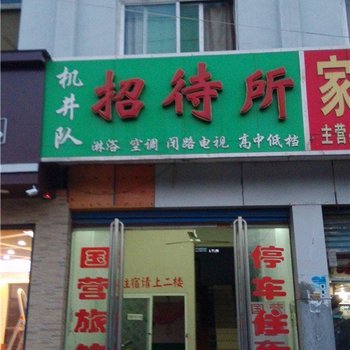 机井队
招待所
淋浴 空调 闭路电视 高中低档
家
主营
国营旅
住宿请上二楼
停车住